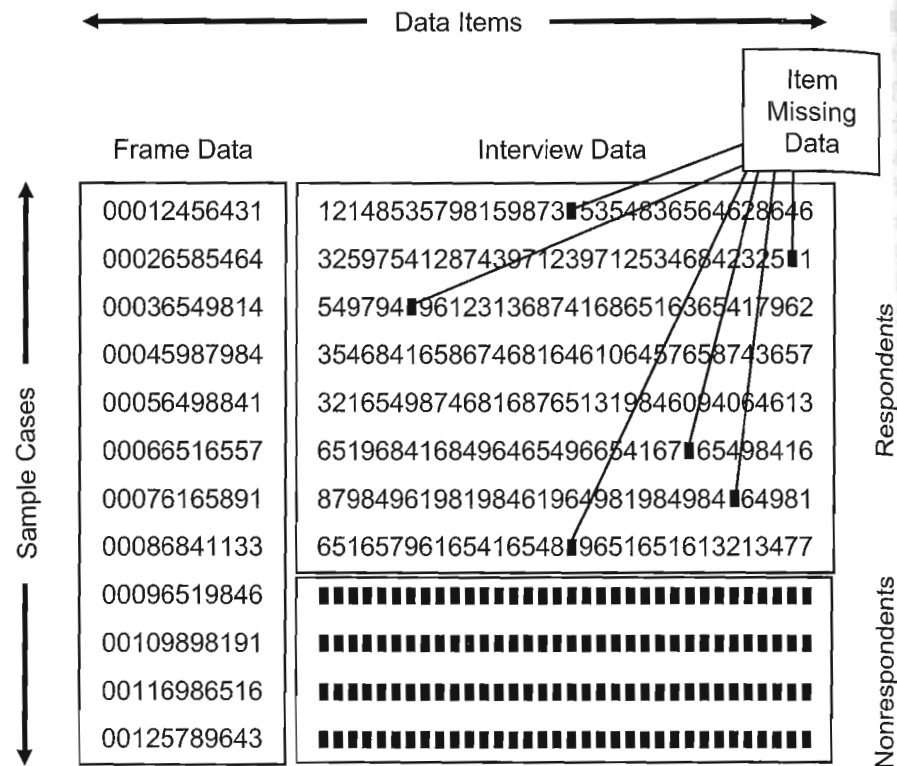 Data Items
Item
Missing
Data
Frame Data
Interview Data
00012456431 12148535798159873▮5354836564628646
00026585464 32597541287439712397125346842325▮1
00036549814 549794▮961231368741686516365417962
00045987984 3546841658674681646106457658743657
00056498841 3216549874681687651319846094064613
00066516557 6519684168496465496654167▮65498416
00076165891 8798496198198461964981984984▮64981
00086841133 65165796165416548▮9651651613213477
00096519846
00109898191
00116986516
00125789643
Sample Cases
Respondents
Nonrespondents